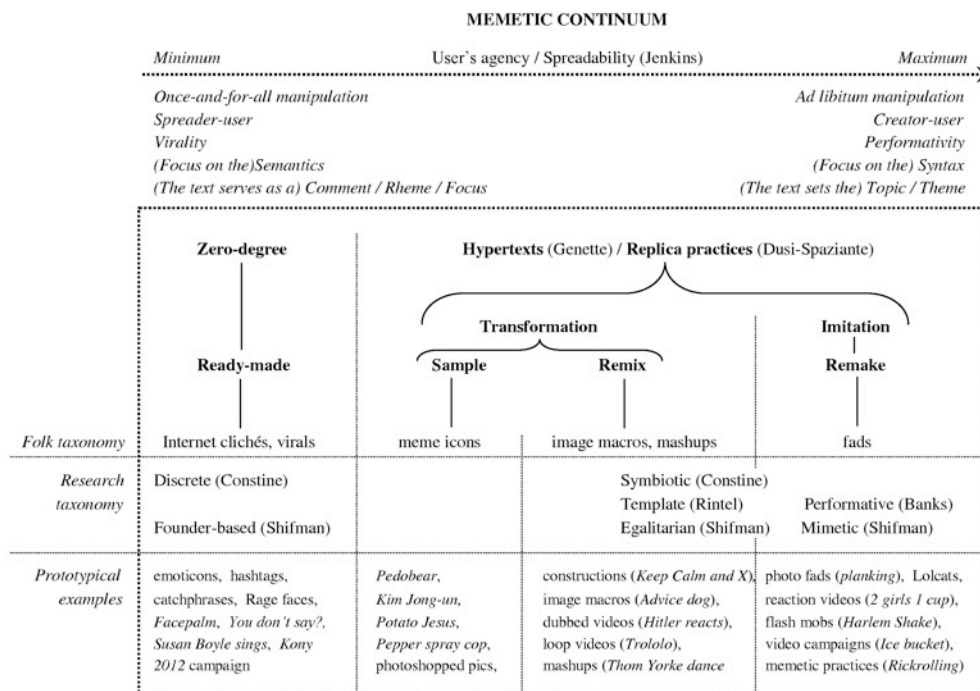 MEMETIC CONTINUUM
Minimum User's agency / Spreadability (Jenkins) Maximum
Once-and-for-all manipulation Ad libitum manipulation
Spreader-user Creator-user
Virality Performativity
(Focus on the)Semantics (Focus on the) Syntax
(The text serves as a) Comment / Rheme / Focus (The text sets the) Topic / Theme
Zero-degree Hypertexts (Genette) / Replica practices (Dusi-Spaziante)
Transformation Imitation
Ready-made Sample Remix Remake
Folk taxonomy Internet clichés, virals meme icons image macros, mashups fads
Research Discrete (Constine) Symbiotic (Constine)
taxonomy Template (Rintel) Performative (Banks)
Founder-based (Shifman) Egalitarian (Shifman) Mimetic (Shifman)
Prototypical emoticons, hashtags, Pedobear, constructions (Keep Calm and X), photo fads (planking), Lolcats,
examples catchphrases, Rage faces, Kim Jong-un, image macros (Advice dog), reaction videos (2 girls 1 cup),
Facepalm, You don't say?, Potato Jesus, dubbed videos (Hitler reacts), flash mobs (Harlem Shake),
Susan Boyle sings, Kony Pepper spray cop, loop videos (Trololo), video campaigns (Ice bucket),
2012 campaign photoshopped pics, mashups (Thom Yorke dance memetic practices (Rickrolling)